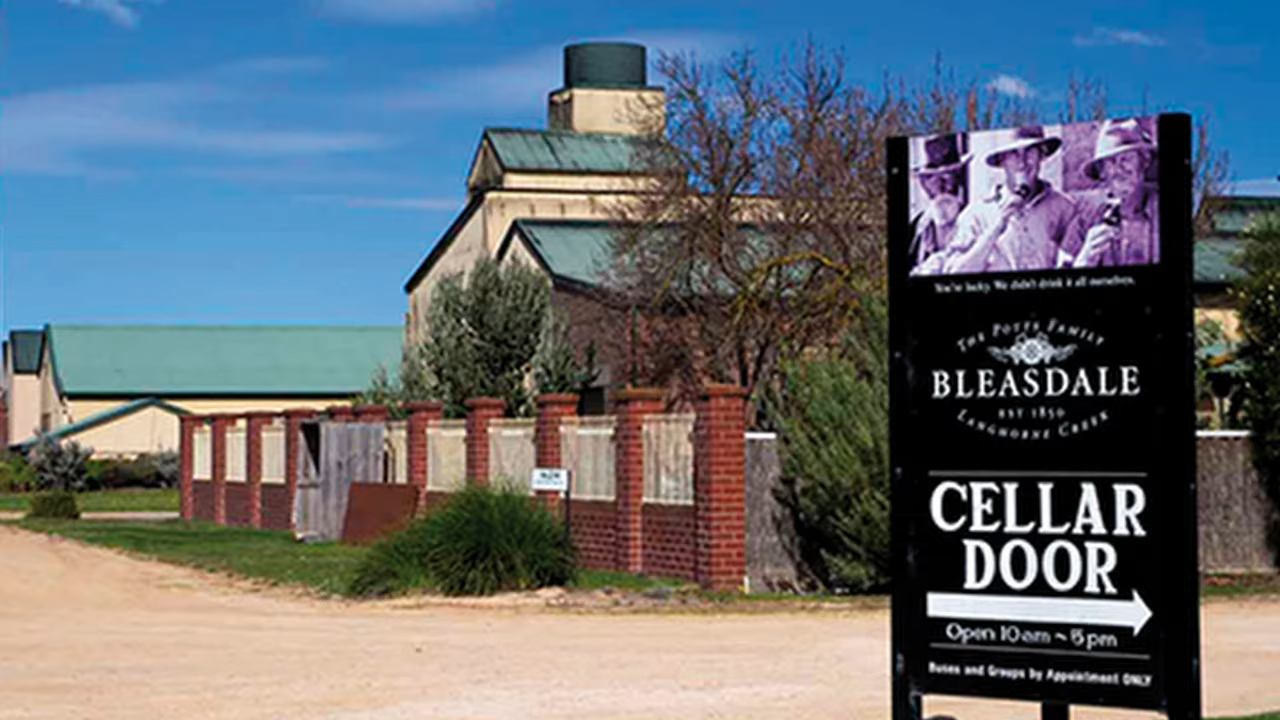 You're lucky. We didn't drink it all ourselves.
THE POTTS FAMILY
BLEASDALE
EST 1850
LANGHORNE CREEK
CELLAR
DOOR
Open 10am ~ 5pm
Buses and Groups by Appointment ONLY